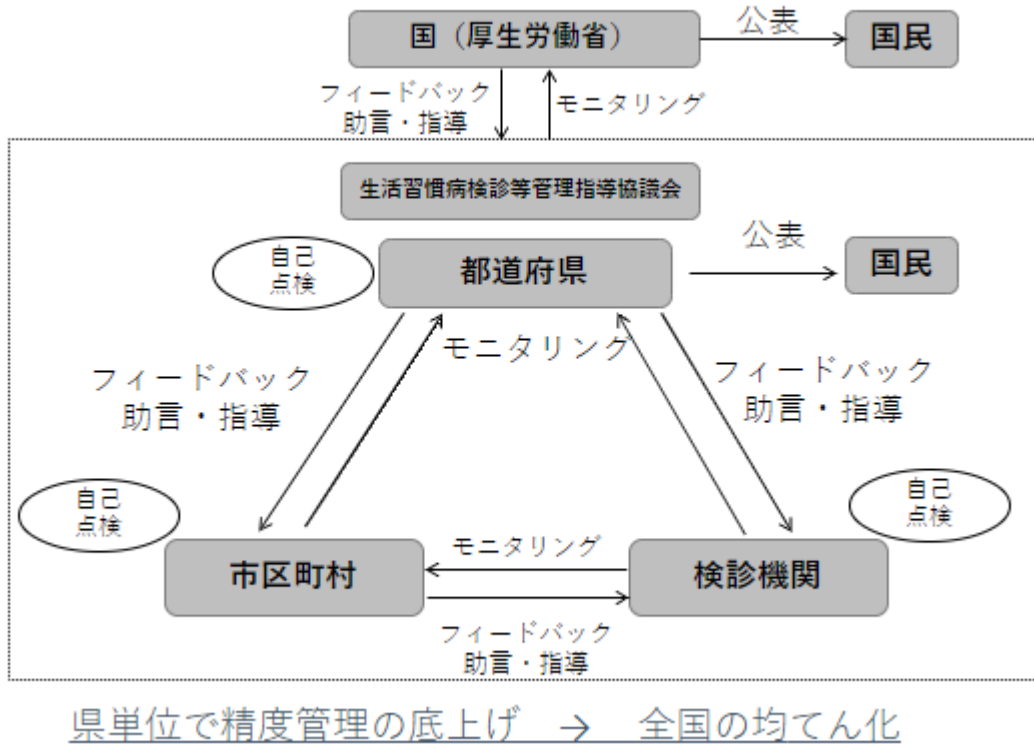 国（厚生労働省）
公表
国民
フィードバック
助言・指導
モニタリング
生活習慣病検診等管理指導協議会
自己
点検
都道府県
公表
国民
モニタリング
フィードバック
助言・指導
フィードバック
助言・指導
自己
点検
自己
点検
市区町村
モニタリング
検診機関
フィードバック
助言・指導
県単位で精度管理の底上げ → 全国の均てん化